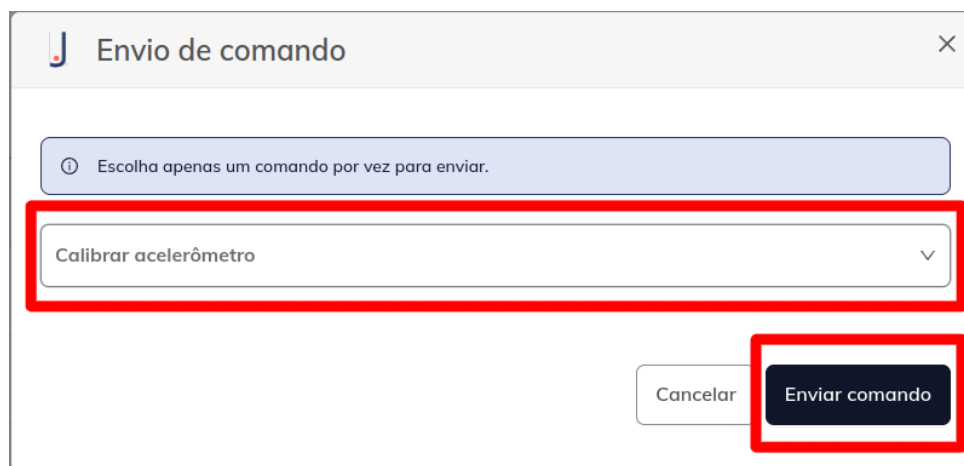 Envio de comando
Escolha apenas um comando por vez para enviar.
Calibrar acelerômetro
Cancelar
Enviar comando